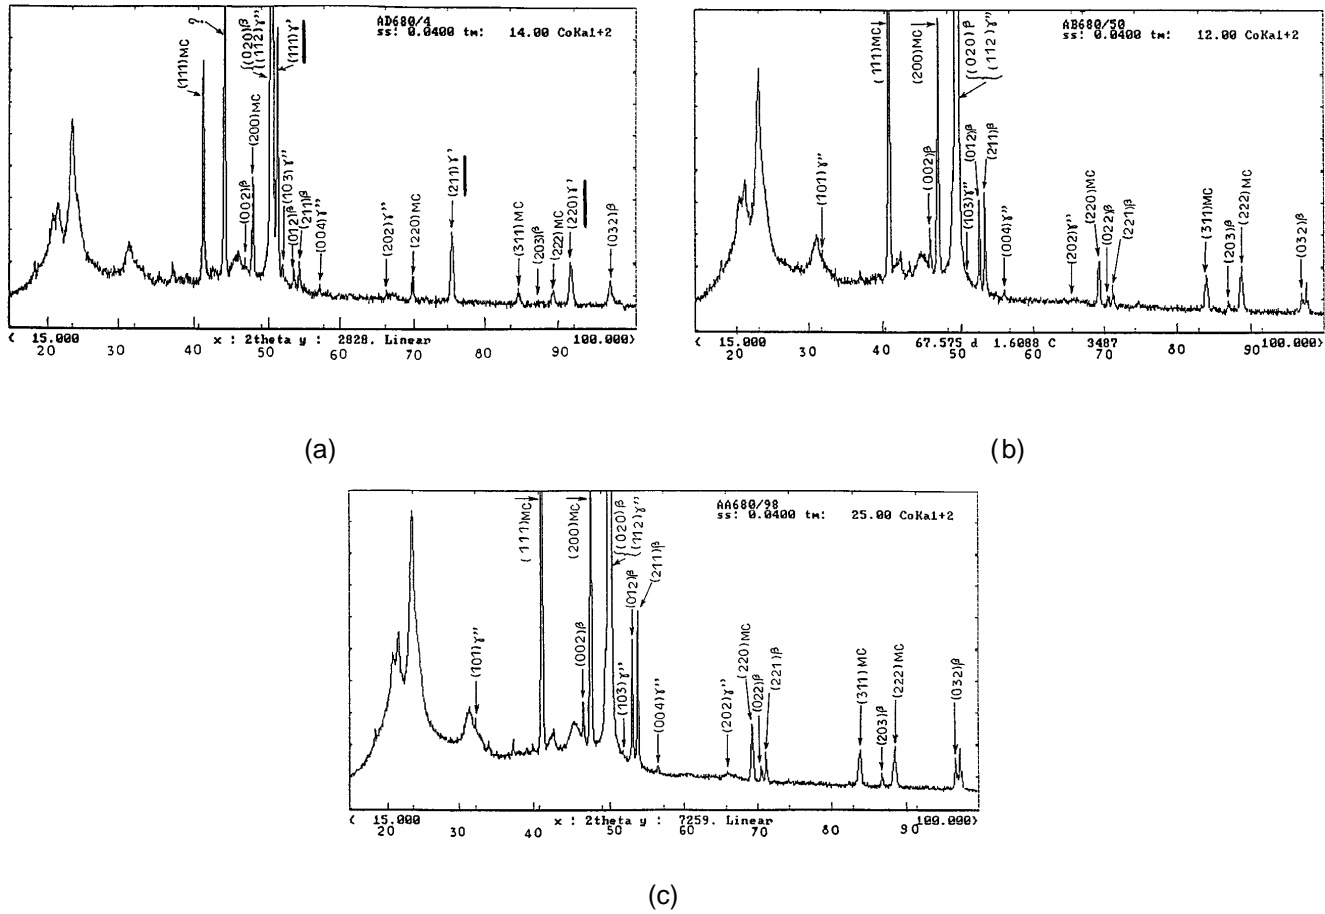 AD680/4
ss: 0.0400 tm: 14.00 CoKa1+2
(111)MC
?
{(020)β
(112)γ''
(111)γ'
(200)MC
(002)β
(103)γ''
(012)β
(211)β
(004)γ''
(202)γ''
(220)MC
(211)γ'
(311)MC
(203)β
(222)MC
(220)γ'
(032)β
< 15.000 x : 2theta y : 2828. Linear 100.000>
20 30 40 50 60 70 80 90
(a)
AB680/50
ss: 0.0400 tm: 12.00 CoKa1+2
(101)γ''
(111)MC
(002)β
(200)MC
{(020)β
(112)γ''
(103)γ''
(012)β
(211)β
(004)γ''
(202)γ''
(220)MC
(022)β
(221)β
(311)MC
(203)β
(222)MC
(032)β
< 15.000 67.575 d 1.6088 C 3487 100.000>
20 30 40 50 60 70 80 90
(b)
AA680/98
ss: 0.0400 tm: 25.00 CoKa1+2
(101)γ''
(111)MC
(002)β
(200)MC
{(020)β
(112)γ''
(103)γ''
(012)β
(211)β
(004)γ''
(202)γ''
(220)MC
(022)β
(221)β
(311)MC
(203)β
(222)MC
(032)β
< 15.000 x : 2theta y : 7259. Linear 100.000>
20 30 40 50 60 70 80 90
(c)